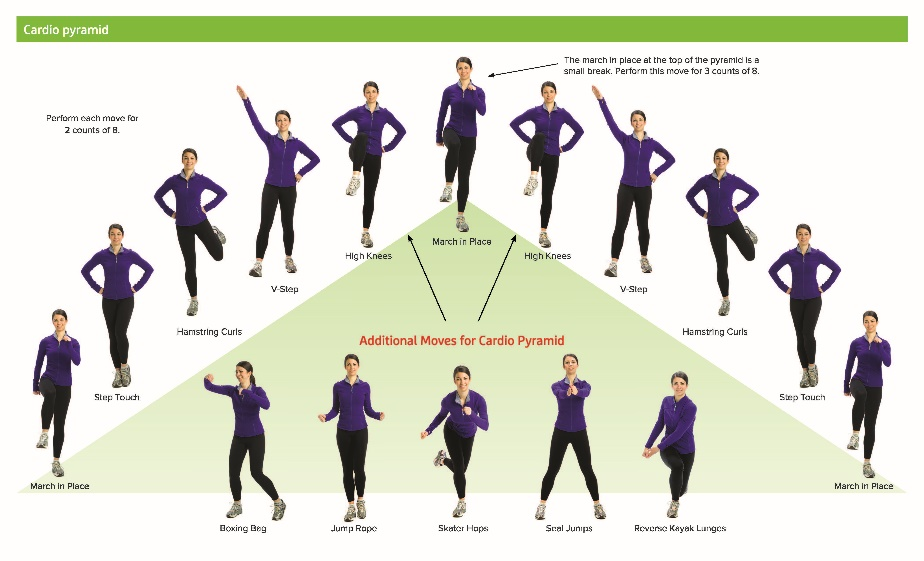 Cardio pyramid
The march in place at the top of the pyramid is a
small break. Perform this move for 3 counts of 8.
Perform each move for
2 counts of 8.
March in Place
High Knees
High Knees
V-Step
V-Step
Hamstring Curls
Hamstring Curls
Additional Moves for Cardio Pyramid
Step Touch
Step Touch
March in Place
March in Place
Boxing Bag
Jump Rope
Skater Hops
Seal Jumps
Reverse Kayak Lunges